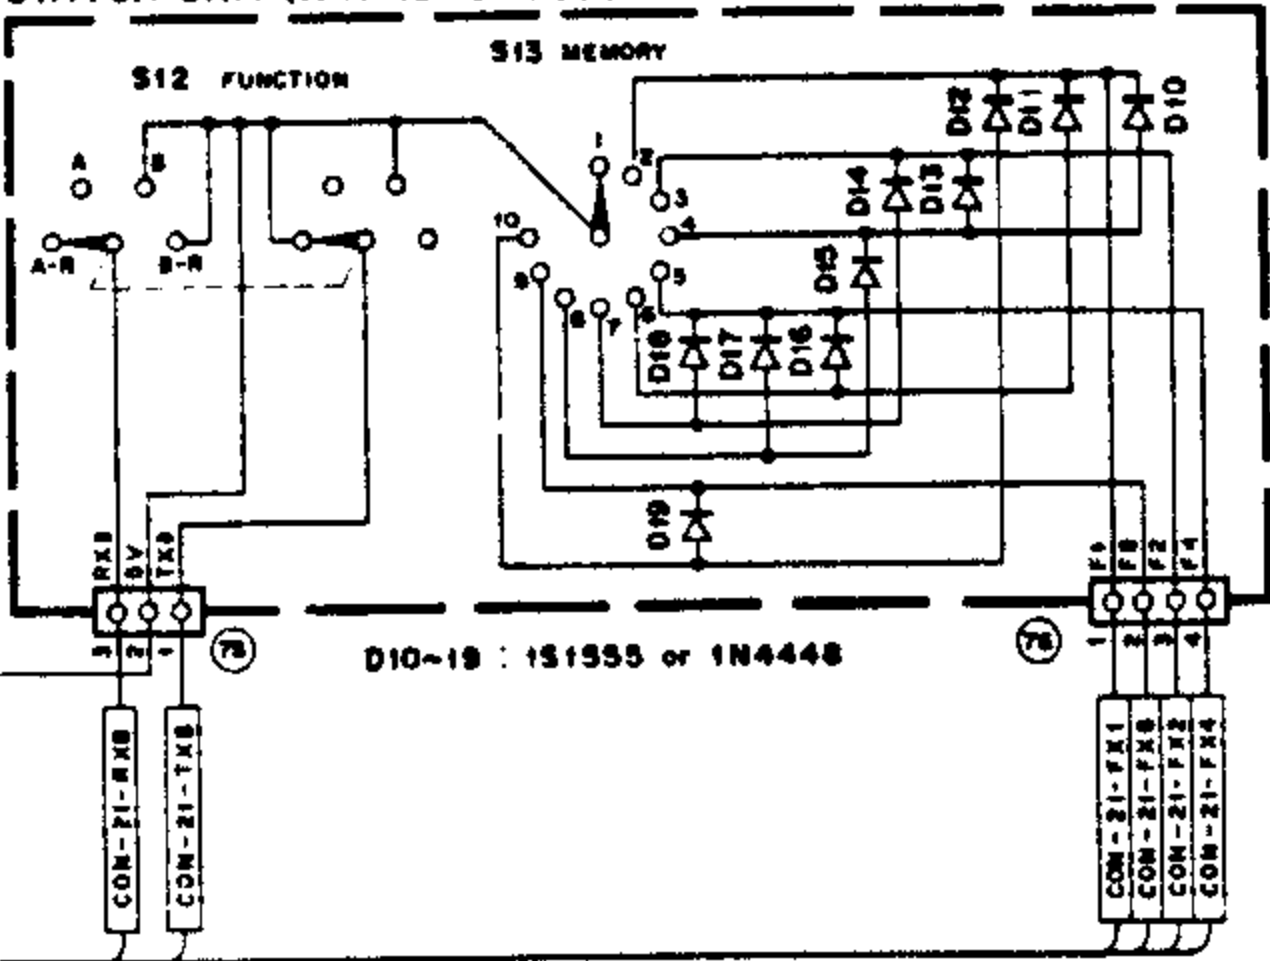 S13 MEMORY
S12 FUNCTION
A
B
A-R
B-R
1
2
3
4
5
6
7
8
9
10
D12
D11
D10
D14
D13
D15
D18
D17
D16
D19
RXB
8V
TXB
3
2
1
F1
F8
F2
F4
1
2
3
4
D10~19 : 1S1555 or 1N4448
CON-21-RXB
CON-21-TXB
CON-21-FX1
CON-21-FX8
CON-21-FX2
CON-21-FX4